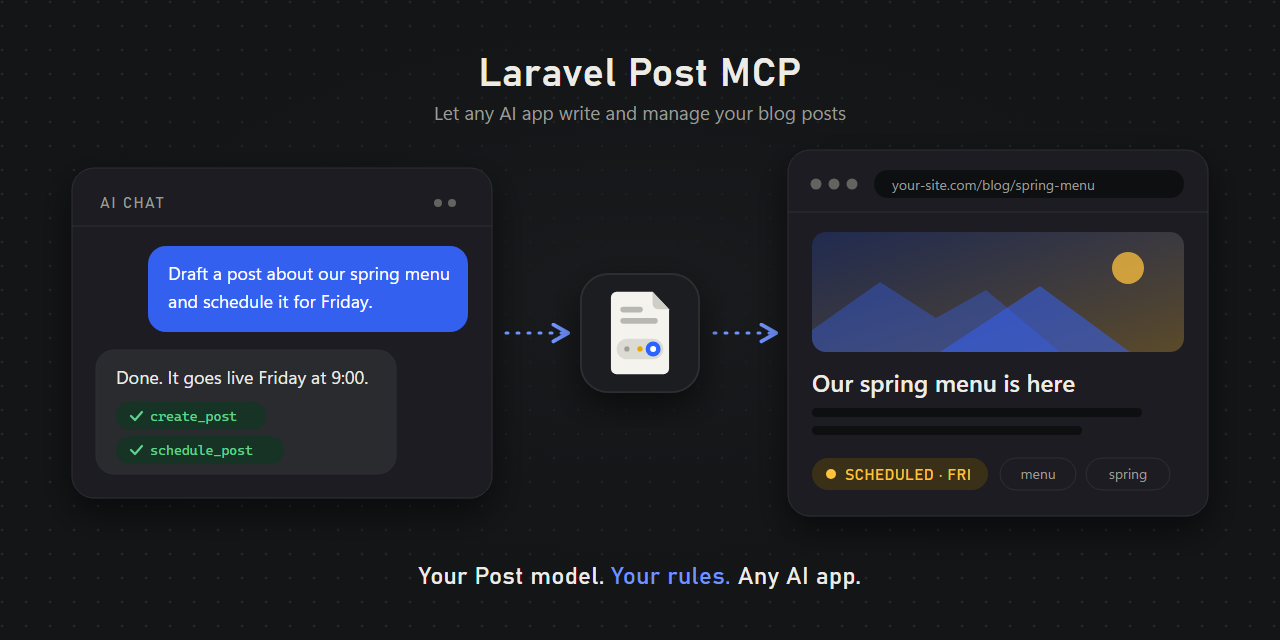 Laravel Post MCP
Let any AI app write and manage your blog posts
AI CHAT
Draft a post about our spring menu
and schedule it for Friday.
Done. It goes live Friday at 9:00.
create_post
schedule_post
your-site.com/blog/spring-menu
Our spring menu is here
SCHEDULED · FRI
menu
spring
Your Post model. Your rules. Any AI app.